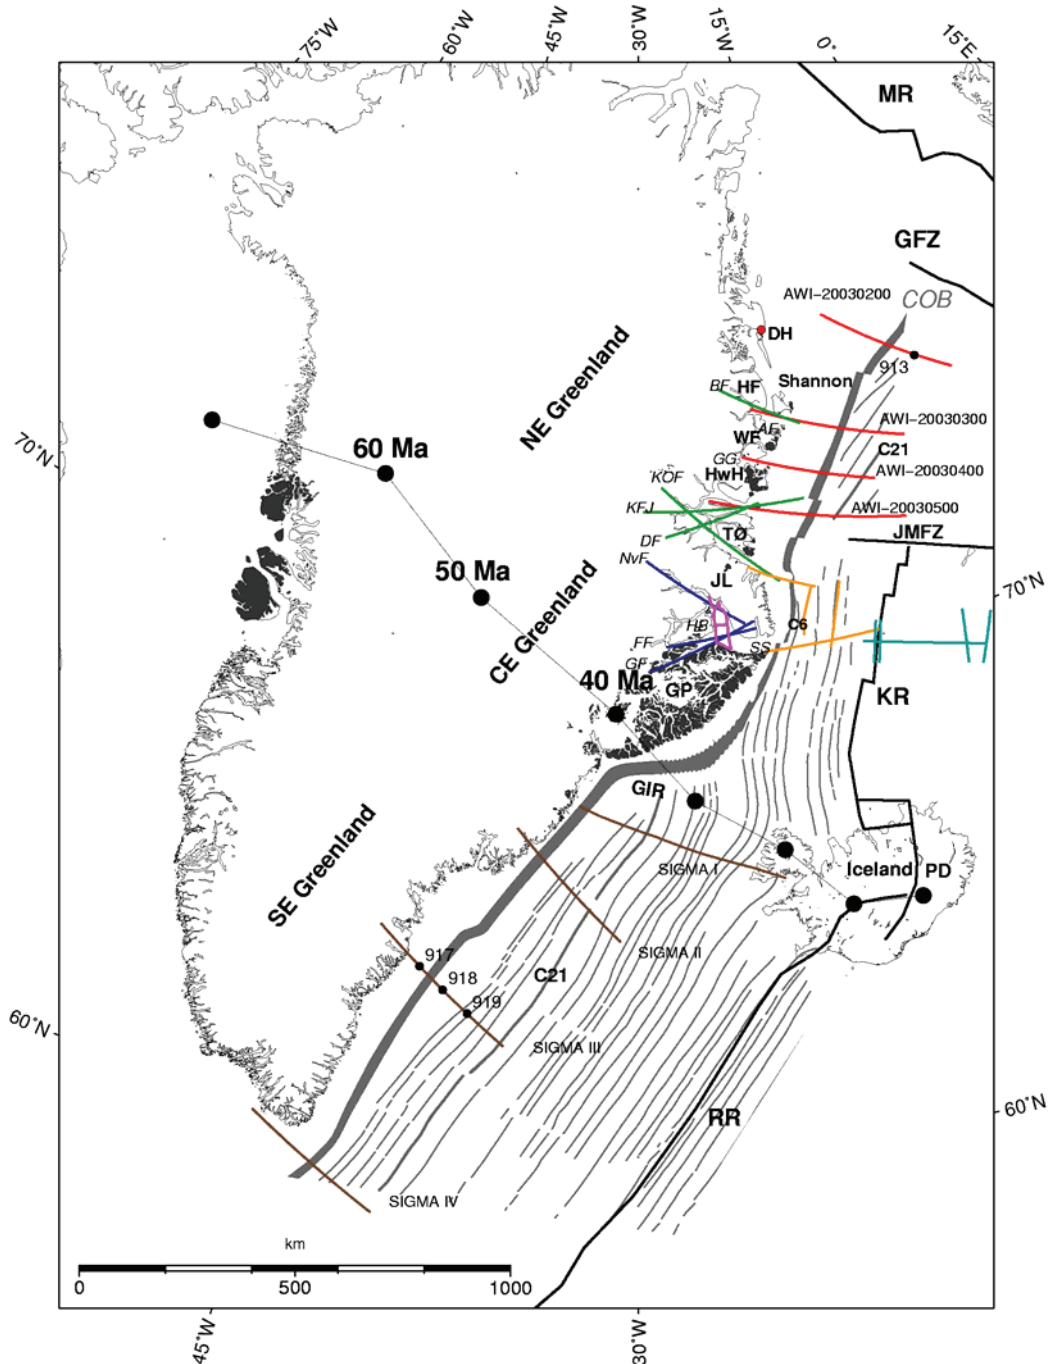 75°W
60°W
45°W
30°W
15°W
0°
15°E
MR
GFZ
AWI-20030200
COB
DH
913
Shannon
BF
HF
NE Greenland
AWI-20030300
AF
WF
C21
60 Ma
GG
HwH
AWI-20030400
70°N
KOF
KFJ
AWI-20030500
TØ
JMFZ
DF
NvF
50 Ma
JL
70°N
CE Greenland
HB
C6
FF
SS
GF
40 Ma
GP
KR
GIR
SIGMA I
Iceland
PD
SE Greenland
917
SIGMA II
918
C21
919
60°N
SIGMA III
RR
60°N
SIGMA IV
km
0
500
1000
45°W
30°W